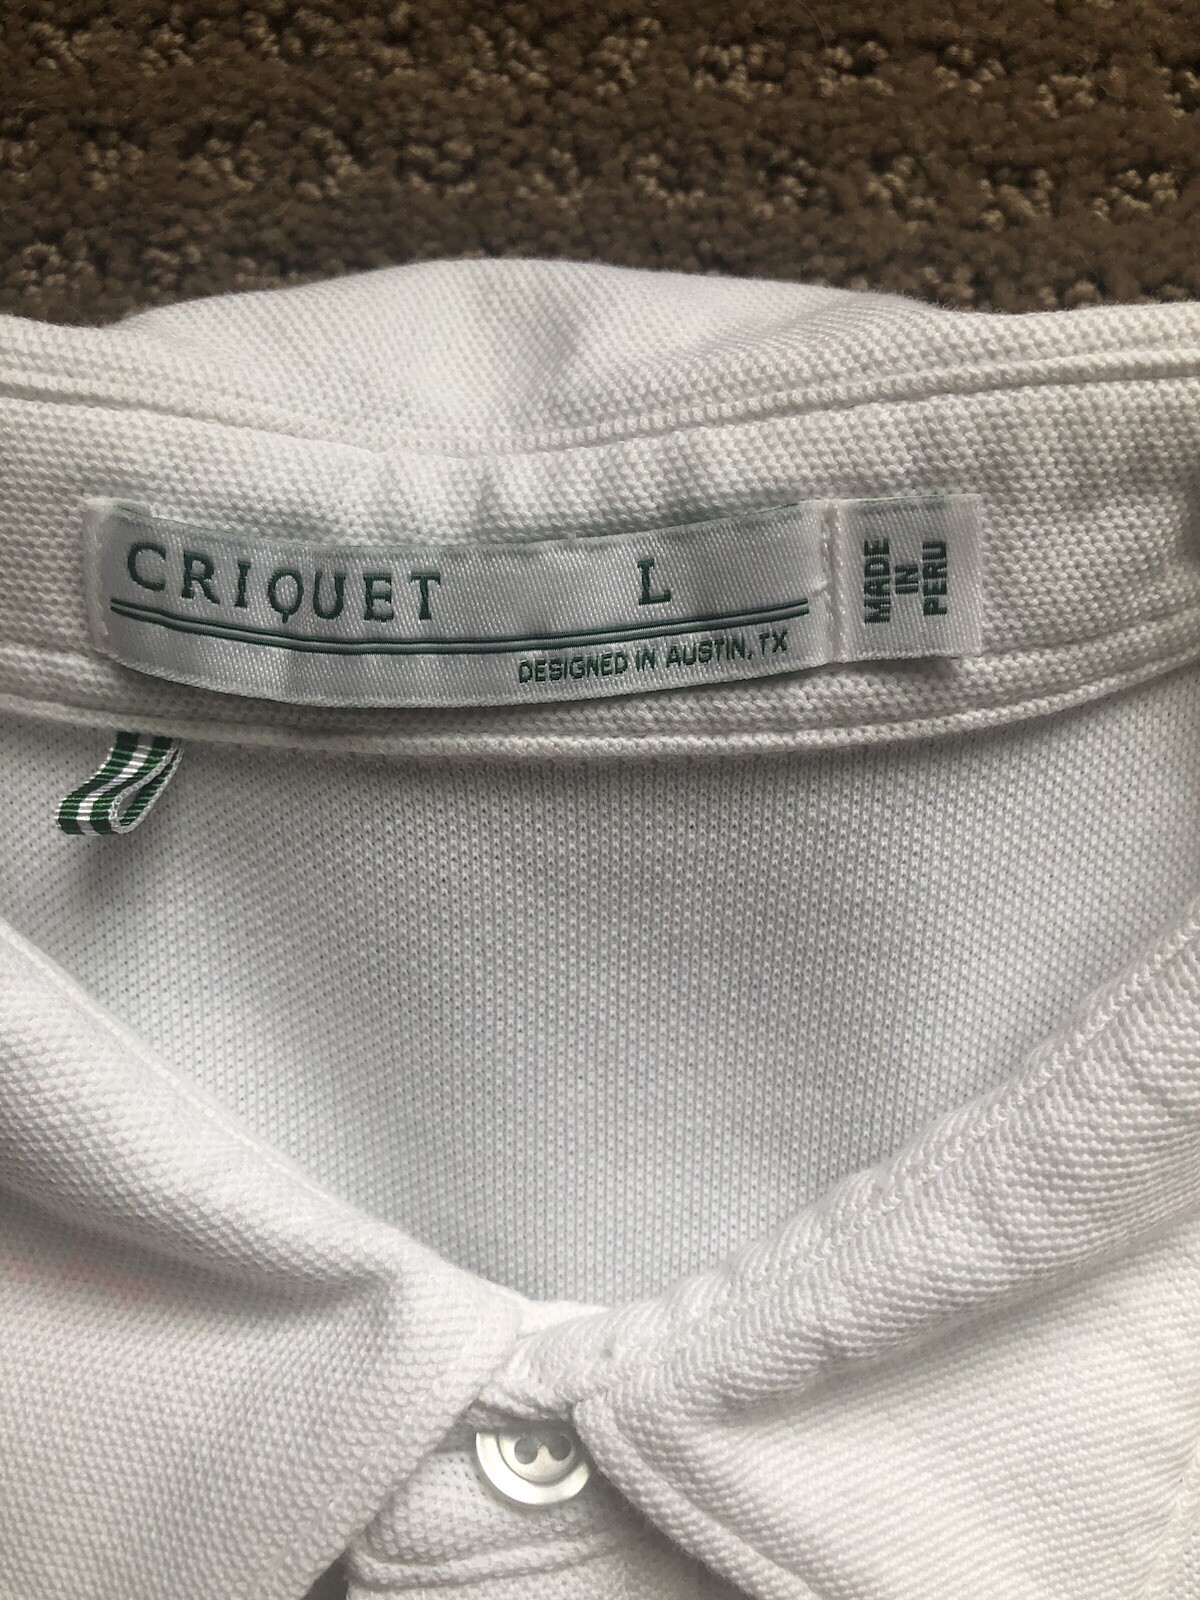 CRIQUET L
DESIGNED IN AUSTIN, TX
MADE
IN
PERU